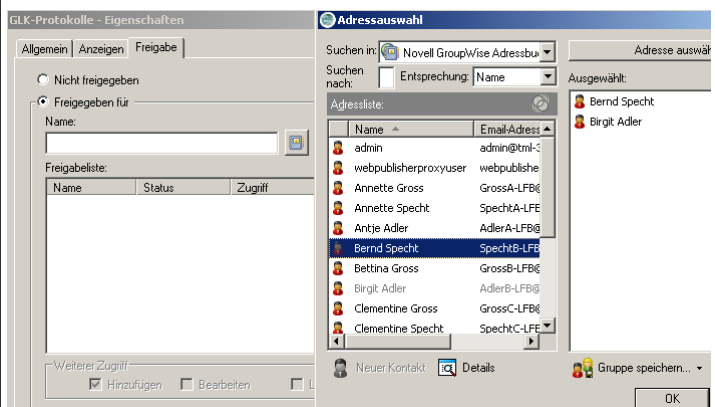 GLK-Protokolle - Eigenschaften
Allgemein Anzeigen Freigabe
Nicht freigegeben
Freigegeben für
Name:
Freigabeliste:
Name Status Zugriff
Weiterer Zugriff
Hinzufügen Bearbeiten L
Adressauswahl
Suchen in: Novell GroupWise Adressbu
Suchen nach: Entsprechung: Name
Adressliste:
Name Email-Adress
admin admin@tml-3
webpublisherproxyuser webpublishe
Annette Gross GrossA-LFB@
Annette Specht SpechtA-LFB
Antje Adler AdlerA-LFB@
Bernd Specht SpechtB-LFB
Bettina Gross GrossB-LFB@
Birgit Adler AdlerB-LFB@
Clementine Gross GrossC-LFB@
Clementine Specht SpechtC-LFB
Neuer Kontakt Details
Adresse auswäh
Ausgewählt:
Bernd Specht
Birgit Adler
Gruppe speichern...
OK